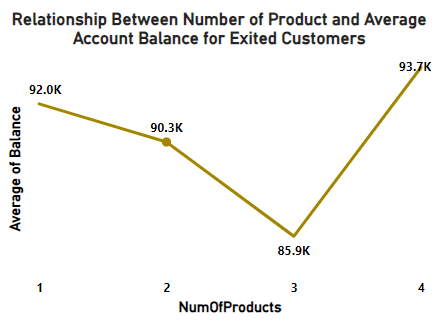 Relationship Between Number of Product and Average
Account Balance for Exited Customers
93.7K
92.0K
90.3K
85.9K
Average of Balance
1 2 3 4
NumOfProducts